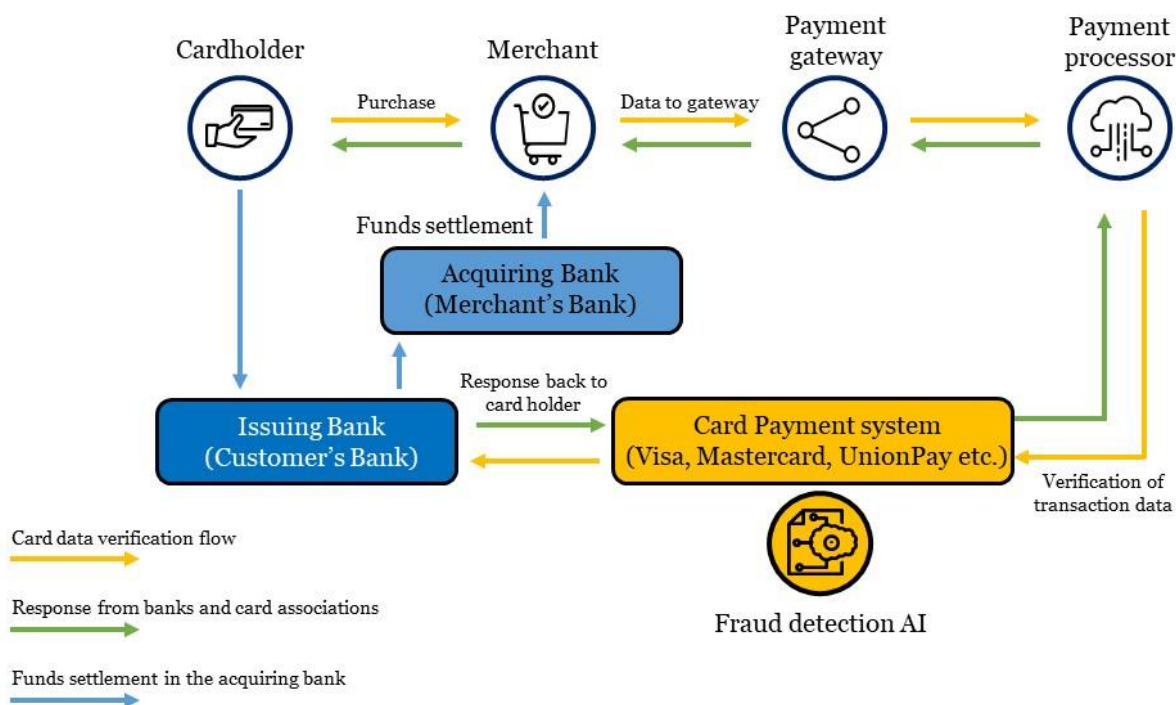 Cardholder
Merchant
Payment
gateway
Payment
processor
Purchase
Data to gateway
Funds settlement
Acquiring Bank
(Merchant’s Bank)
Response back to
card holder
Issuing Bank
(Customer’s Bank)
Card Payment system
(Visa, Mastercard, UnionPay etc.)
Verification of
transaction data
Card data verification flow
Response from banks and card associations
Fraud detection AI
Funds settlement in the acquiring bank